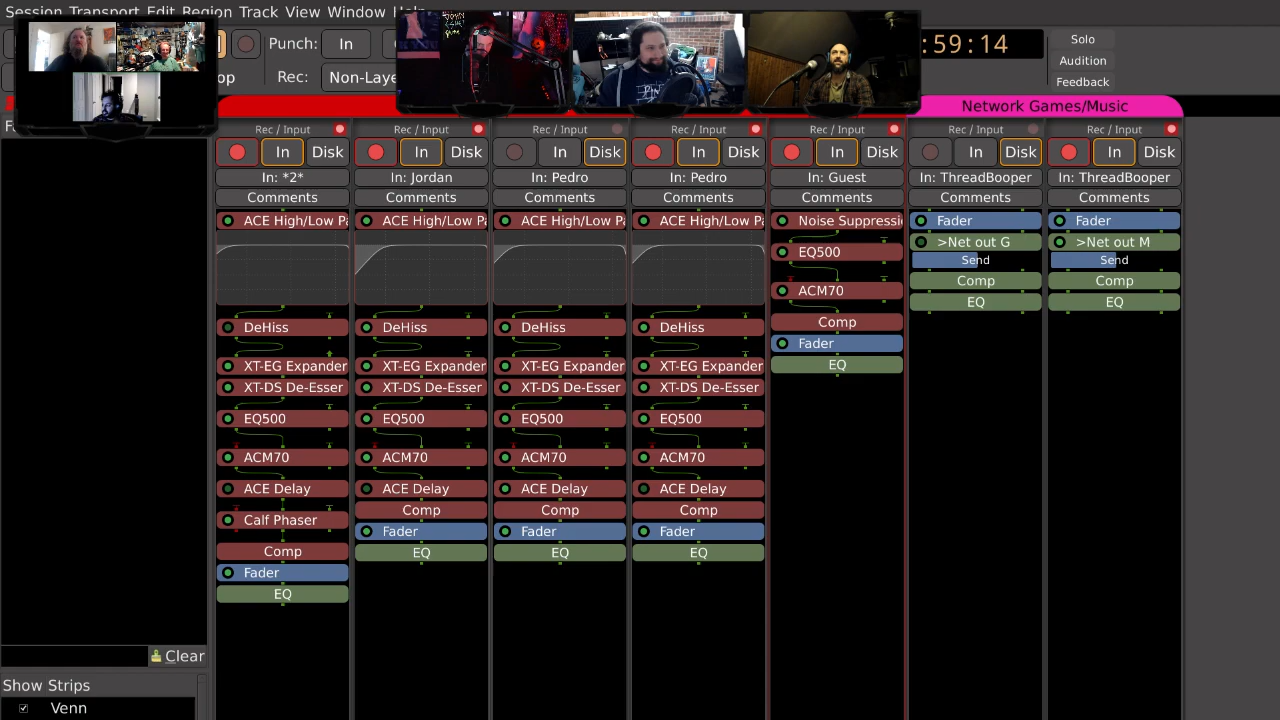 Session Transport Edit Region Track View Window Help
Punch: In
:59:14
Solo
Audition
Feedback
Rec: Non-Laye
Network Games/Music
Rec / Input Rec / Input Rec / Input Rec / Input Rec / Input Rec / Input Rec / Input
In Disk In Disk In Disk In Disk In Disk In Disk In Disk
In: *2* In: Jordan In: Pedro In: Pedro In: Guest In: ThreadBooper In: ThreadBooper
Comments Comments Comments Comments Comments Comments Comments
ACE High/Low Pa ACE High/Low Pa ACE High/Low Pa ACE High/Low Pa Noise Suppressi Fader Fader
>Net out G >Net out M
EQ500 Send Send
Comp Comp
ACM70 EQ EQ
DeHiss DeHiss DeHiss DeHiss Comp
Fader
XT-EG Expander XT-EG Expander XT-EG Expander XT-EG Expander EQ
XT-DS De-Esser XT-DS De-Esser XT-DS De-Esser XT-DS De-Esser
EQ500 EQ500 EQ500 EQ500
ACM70 ACM70 ACM70 ACM70
ACE Delay ACE Delay ACE Delay ACE Delay
Calf Phaser Comp Comp Comp
Fader Fader Fader
Comp EQ EQ EQ
Fader
EQ
Clear
Show Strips
Venn